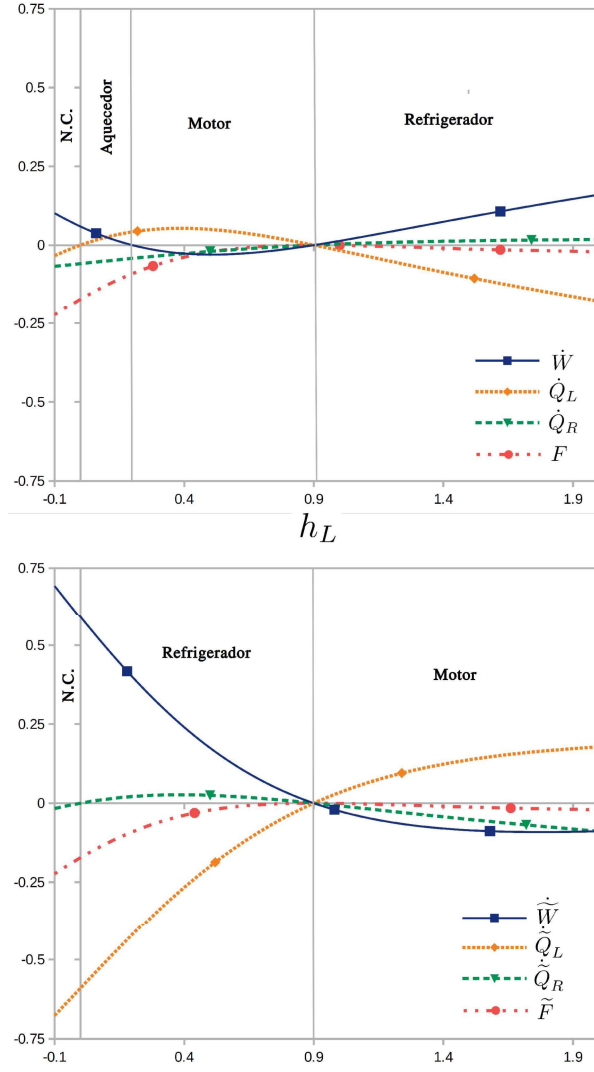 0.75
0.5
0.25
0
-0.25
-0.5
-0.75
N.C.
Aquecedor
Motor
Refrigerador
Ẇ
Q̇_L
Q̇_R
F
-0.1 0.4 0.9 1.4 1.9
h_L
0.75
0.5
0.25
0
-0.25
-0.5
-0.75
N.C.
Refrigerador
Motor
W̃̇
Q̃̇_L
Q̃̇_R
F̃
-0.1 0.4 0.9 1.4 1.9